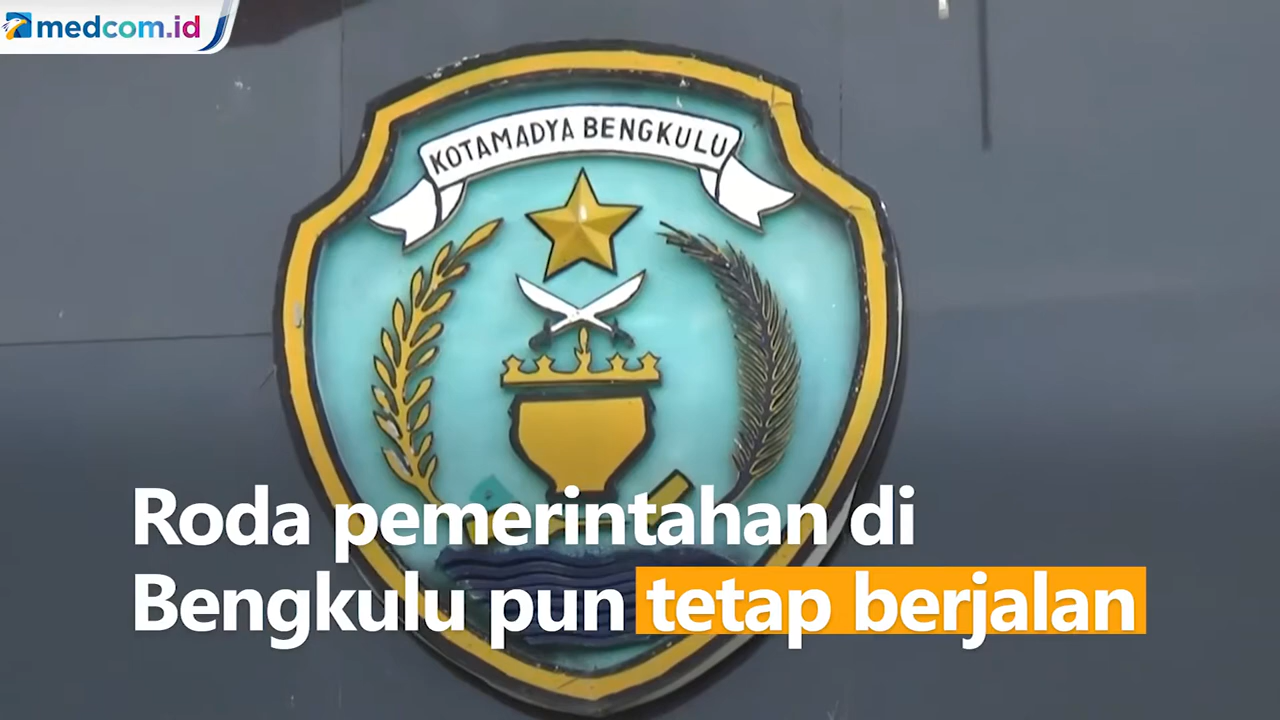 medcom.id
KOTAMADYA BENGKULU
Roda pemerintahan di
Bengkulu pun tetap berjalan